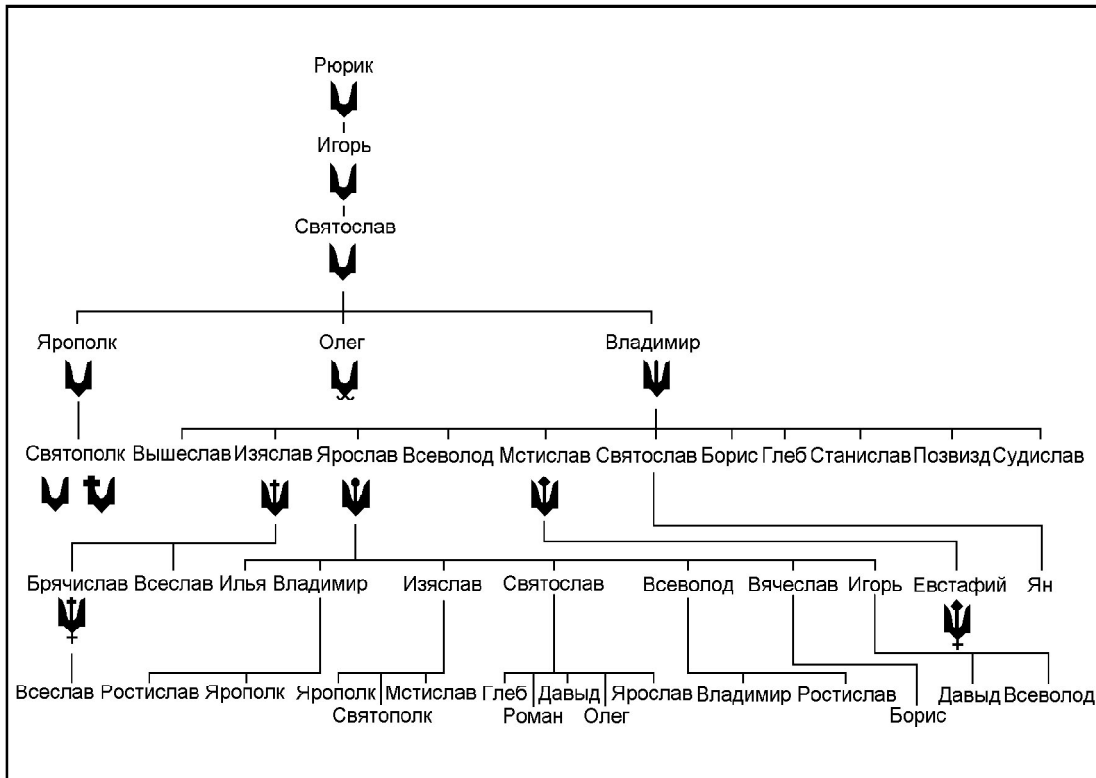 Рюрик
Игорь
Святослав
Ярополк Олег Владимир
Святополк Вышеслав Изяслав Ярослав Всеволод Мстислав Святослав Борис Глеб Станислав Позвизд Судислав
Брячислав Всеслав Илья Владимир Изяслав Святослав Всеволод Вячеслав Игорь Евстафий Ян
Всеслав Ростислав Ярополк Ярополк Мстислав Глеб Давыд Ярослав Владимир Ростислав Давыд Всеволод
Святополк Роман Олег Борис